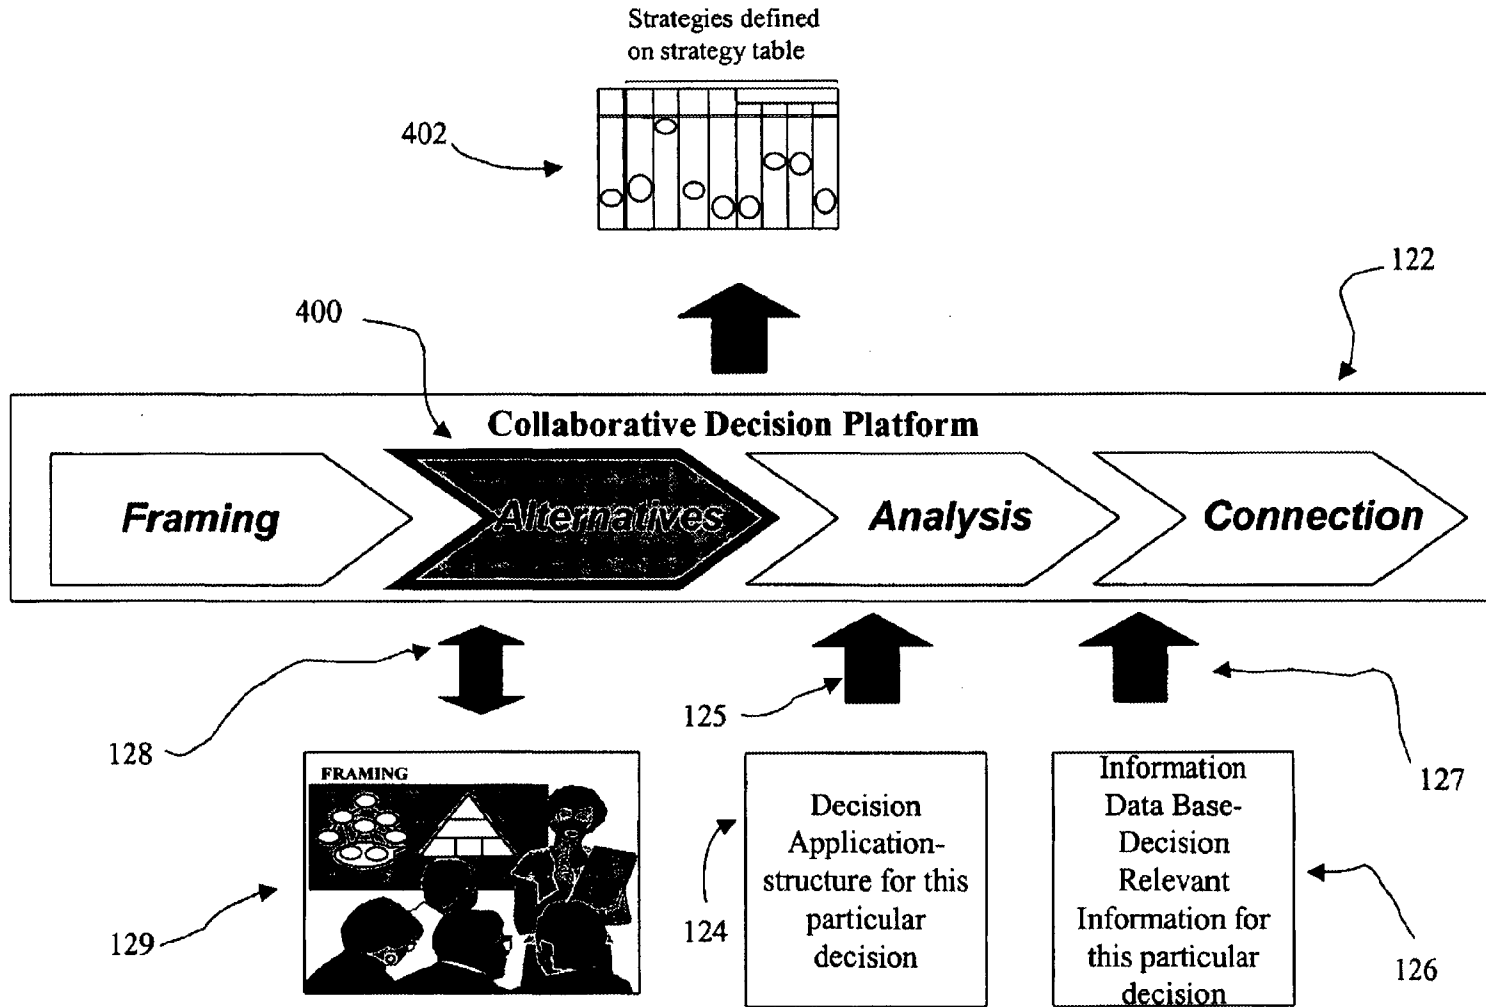 Strategies defined
on strategy table
402
122
400
Collaborative Decision Platform
Framing
Alternatives
Analysis
Connection
128
125
127
FRAMING
Decision
Application-
structure for this
particular
decision
Information
Data Base-
Decision
Relevant
Information for
this particular
decision
129
124
126